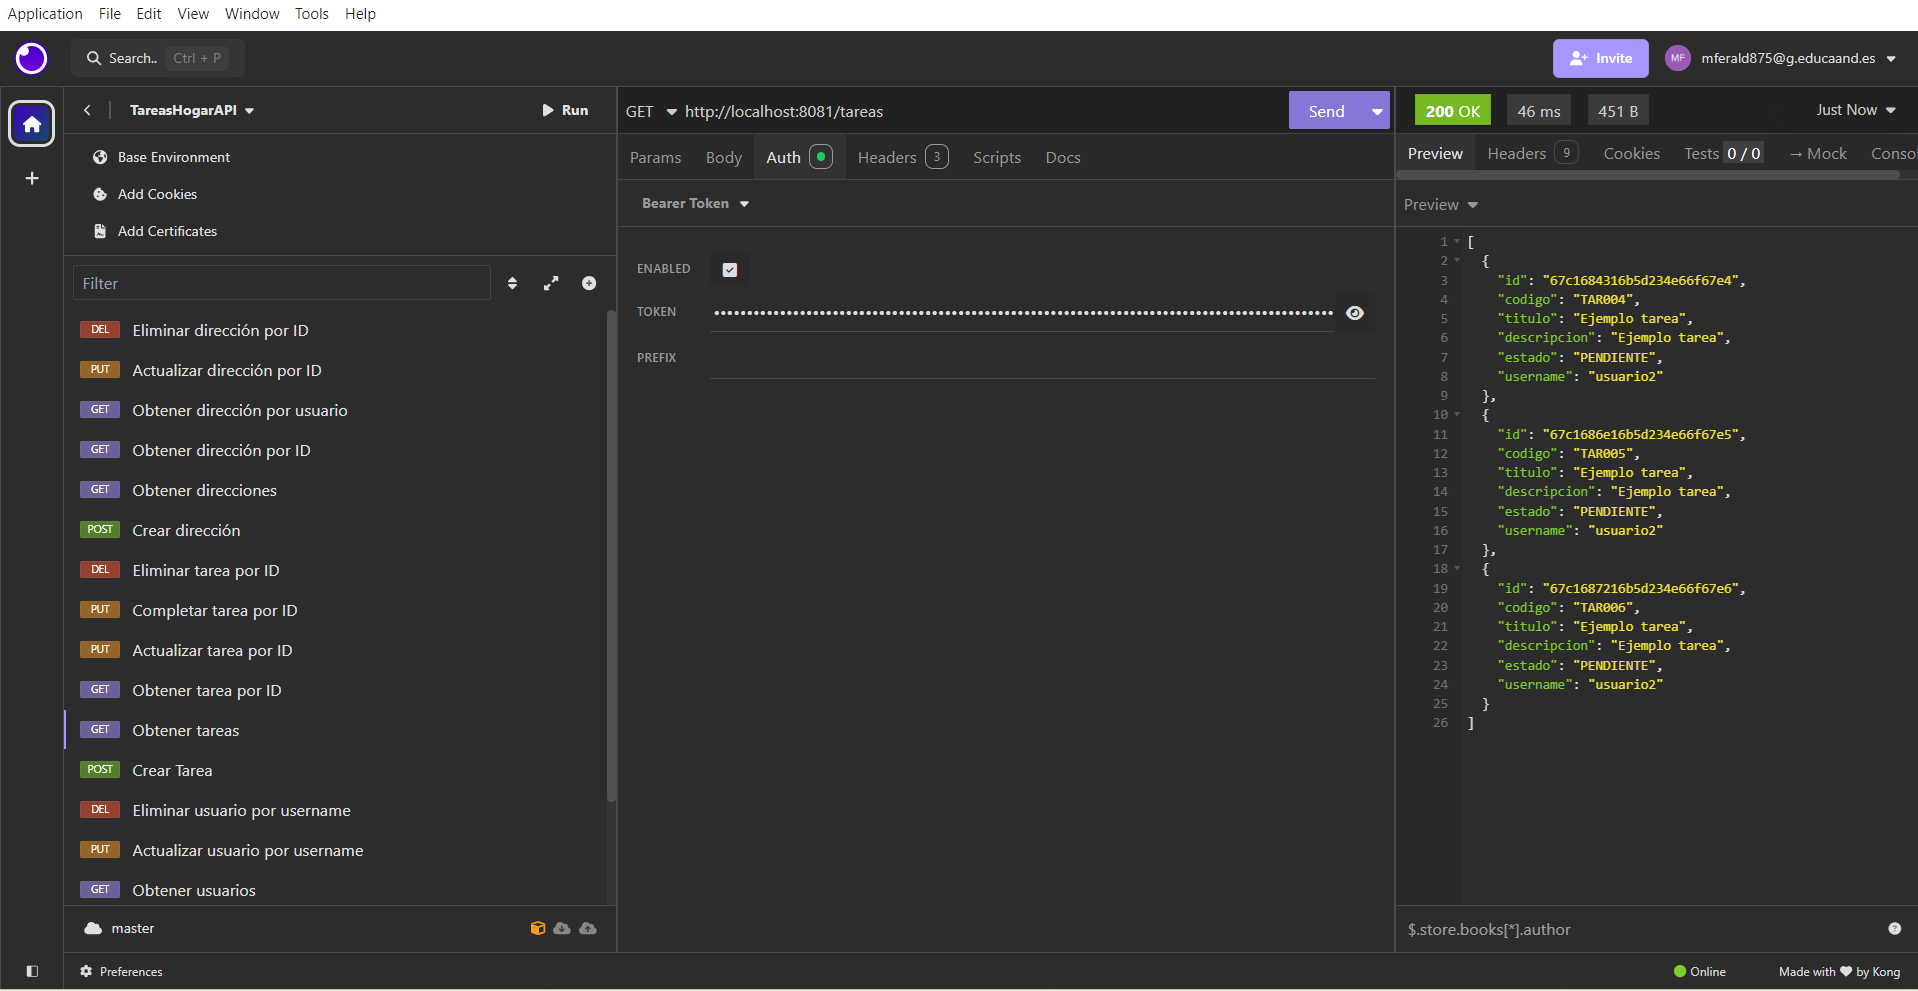 Application File Edit View Window Tools Help
Search.. Ctrl + P
Invite
MF mferald875@g.educaand.es
TareasHogarAPI
Run
Base Environment
Add Cookies
Add Certificates
Filter
DEL Eliminar dirección por ID
PUT Actualizar dirección por ID
GET Obtener dirección por usuario
GET Obtener dirección por ID
GET Obtener direcciones
POST Crear dirección
DEL Eliminar tarea por ID
PUT Completar tarea por ID
PUT Actualizar tarea por ID
GET Obtener tarea por ID
GET Obtener tareas
POST Crear Tarea
DEL Eliminar usuario por username
PUT Actualizar usuario por username
GET Obtener usuarios
master
Preferences
GET http://localhost:8081/tareas
Send
Params Body Auth Headers 3 Scripts Docs
Bearer Token
ENABLED
TOKEN
PREFIX
200 OK 46 ms 451 B Just Now
Preview Headers 9 Cookies Tests 0 / 0 → Mock Conso
Preview
1 [
2 {
3 "id": "67c1684316b5d234e66f67e4",
4 "codigo": "TAR004",
5 "titulo": "Ejemplo tarea",
6 "descripcion": "Ejemplo tarea",
7 "estado": "PENDIENTE",
8 "username": "usuario2"
9 },
10 {
11 "id": "67c1686e16b5d234e66f67e5",
12 "codigo": "TAR005",
13 "titulo": "Ejemplo tarea",
14 "descripcion": "Ejemplo tarea",
15 "estado": "PENDIENTE",
16 "username": "usuario2"
17 },
18 {
19 "id": "67c1687216b5d234e66f67e6",
20 "codigo": "TAR006",
21 "titulo": "Ejemplo tarea",
22 "descripcion": "Ejemplo tarea",
23 "estado": "PENDIENTE",
24 "username": "usuario2"
25 }
26 ]
$.store.books[*].author
Online
Made with ♥ by Kong